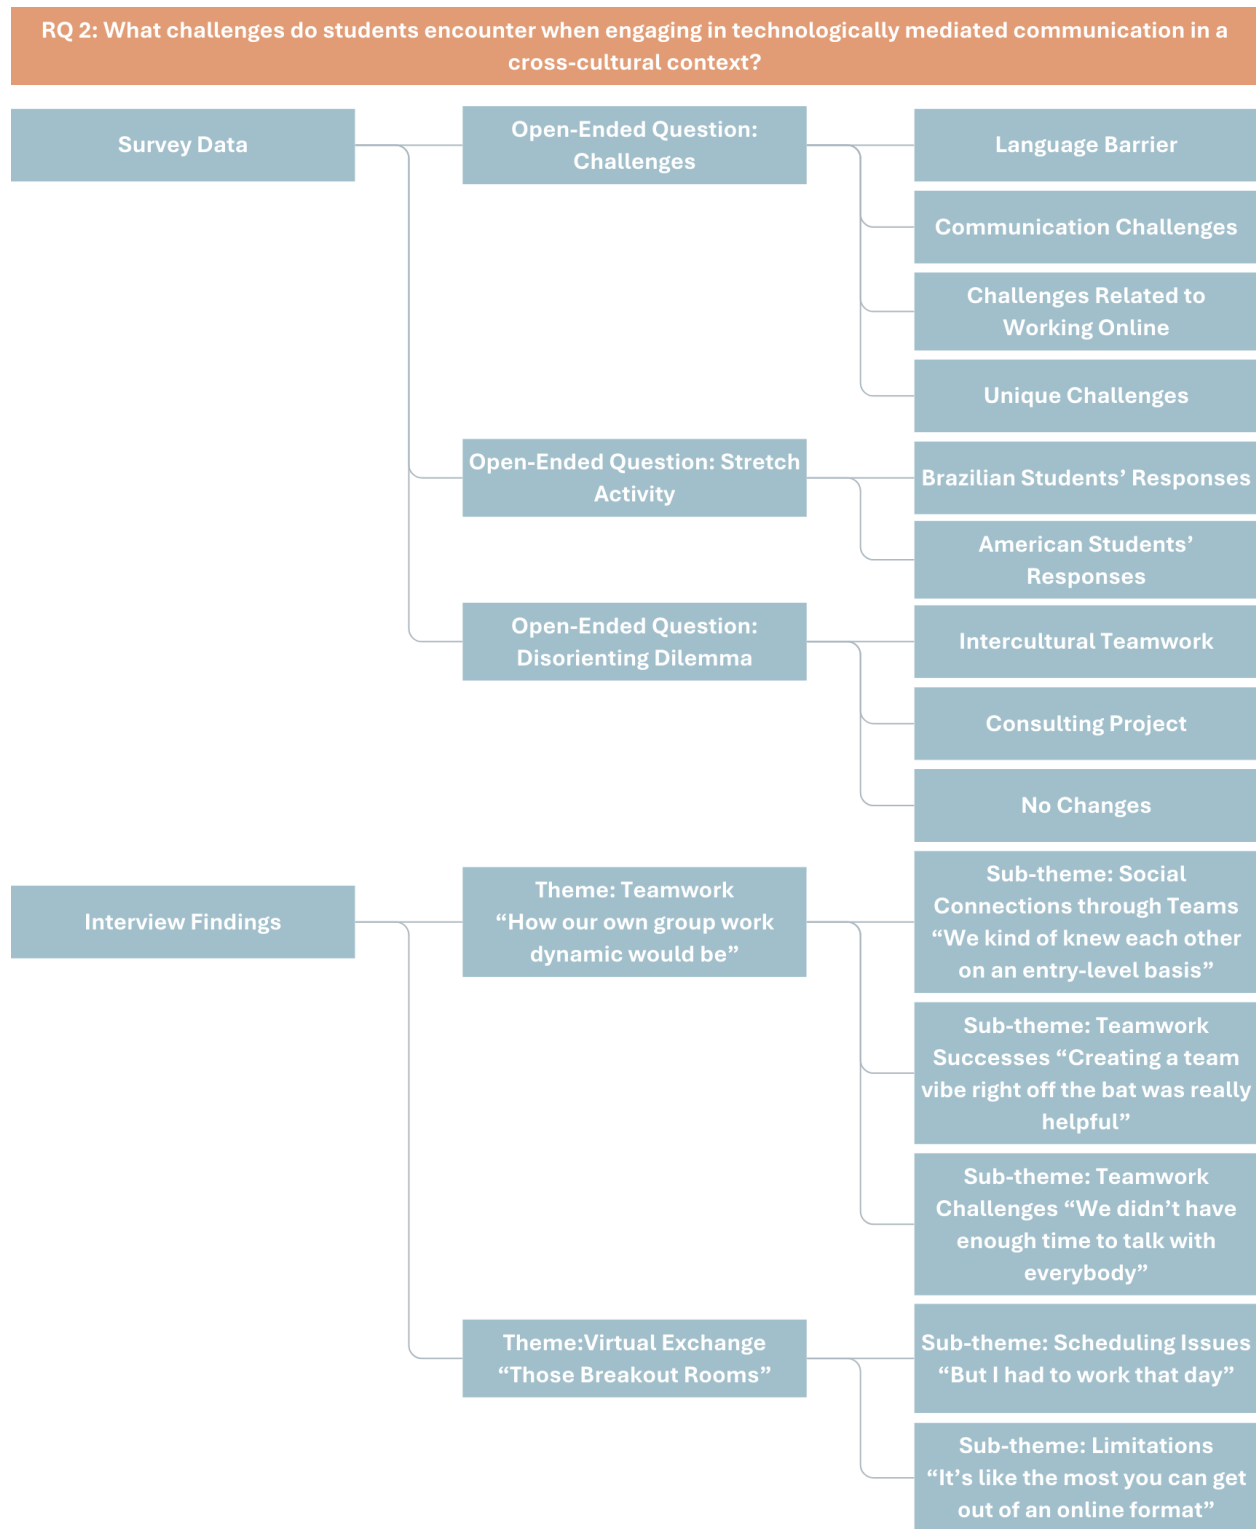 RQ 2: What challenges do students encounter when engaging in technologically mediated communication in a
cross-cultural context?
Survey Data
Open-Ended Question:
Challenges
Language Barrier
Communication Challenges
Challenges Related to
Working Online
Unique Challenges
Open-Ended Question: Stretch
Activity
Brazilian Students’ Responses
American Students’
Responses
Open-Ended Question:
Disorienting Dilemma
Intercultural Teamwork
Consulting Project
No Changes
Interview Findings
Theme: Teamwork
“How our own group work
dynamic would be”
Sub-theme: Social
Connections through Teams
“We kind of knew each other
on an entry-level basis”
Sub-theme: Teamwork
Successes “Creating a team
vibe right off the bat was really
helpful”
Sub-theme: Teamwork
Challenges “We didn’t have
enough time to talk with
everybody”
Theme:Virtual Exchange
“Those Breakout Rooms”
Sub-theme: Scheduling Issues
“But I had to work that day”
Sub-theme: Limitations
“It’s like the most you can get
out of an online format”